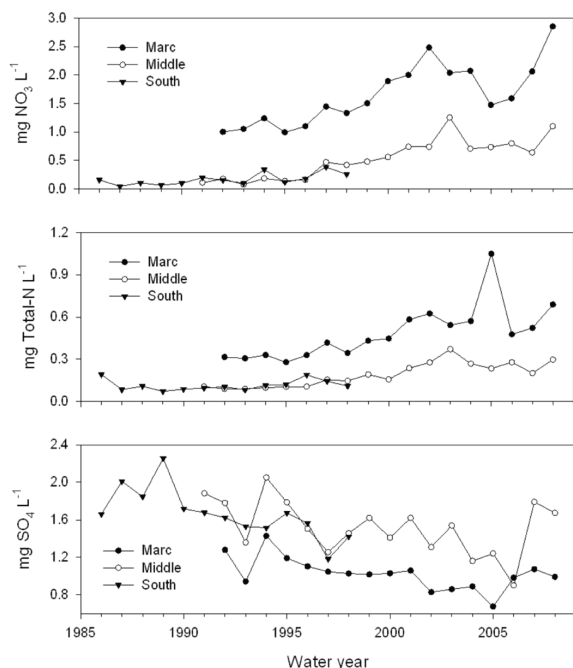 3.0
2.5
2.0
1.5
1.0
0.5
0.0
mg NO₃ L⁻¹
Marc
Middle
South
1.2
0.9
0.6
0.3
0.0
mg Total-N L⁻¹
Marc
Middle
South
2.4
2.0
1.6
1.2
0.8
mg SO₄ L⁻¹
Marc
Middle
South
1985 1990 1995 2000 2005
Water year